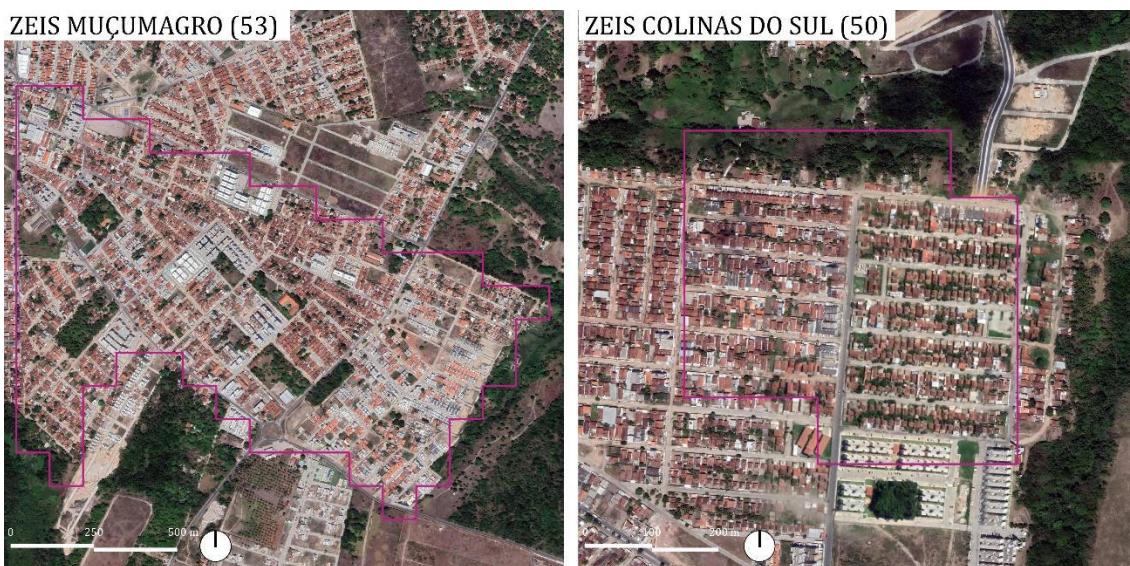 ZEIS MUÇUMAGRO (53)
0 250 500 m
ZEIS COLINAS DO SUL (50)
0 100 200 m